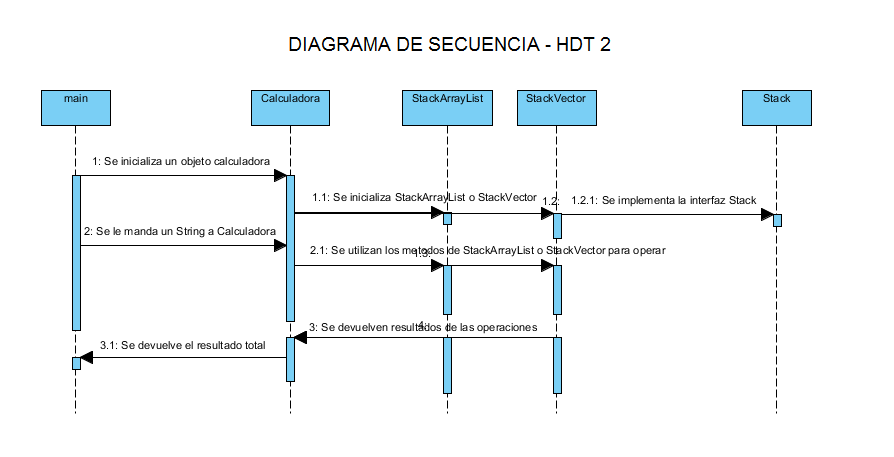 DIAGRAMA DE SECUENCIA - HDT 2
main
Calculadora
StackArrayList
StackVector
Stack
1: Se inicializa un objeto calculadora
1.1: Se inicializa StackArrayList o StackVector
1.2:
1.2.1: Se implementa la interfaz Stack
2: Se le manda un String a Calculadora
2.1: Se utilizan los metodos de StackArrayList o StackVector para operar
1.3:
3: Se devuelven resultados de las operaciones
4:
3.1: Se devuelve el resultado total